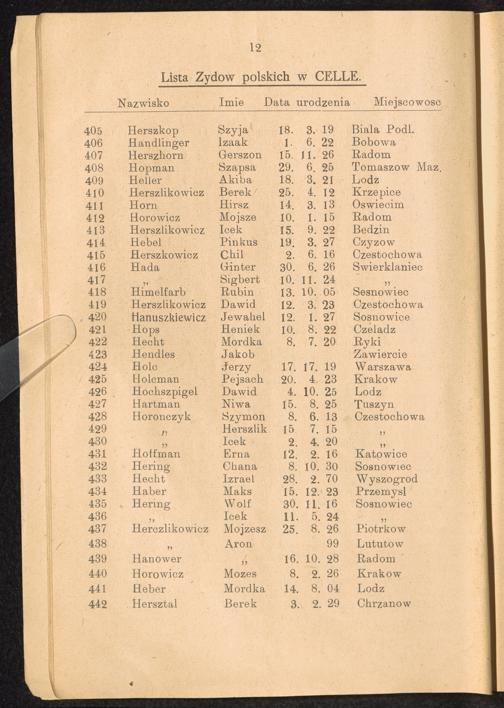 12
Lista Zydow polskich w CELLE.
Nazwisko Imie Data urodzenia Miejscowosc
405 Herszkop Szyja 18. 3. 19 Biala Podl.
406 Handlinger Izaak 1. 6. 22 Bobowa
407 Herszhorn Gerszon 15. 11. 26 Radom
408 Hopman Szapsa 29. 6. 25 Tomaszow Maz.
409 Heller Akiba 18. 3. 21 Lodz
410 Herszlikowicz Berek 25. 4. 12 Krzepice
411 Horn Hirsz 14. 3. 13 Oswiecim
412 Horowicz Mojsze 10. 1. 15 Radom
413 Herszlikowicz Icek 15. 9. 22 Bedzin
414 Hebel Pinkus 19. 3. 27 Czyzow
415 Herszkowicz Chil 2. 6. 16 Czestochowa
416 Hada Ginter 30. 6. 26 Swierklaniec
417 „ Sigbert 10. 11. 24 „
418 Himelfarb Rubin 13. 10. 05 Sesnowiec
419 Herszlikowicz Dawid 12. 3. 23 Czestochowa
420 Hanuszkiewicz Jewahel 12. 1. 27 Sosnowice
421 Hops Heniek 10. 8. 22 Czeladz
422 Hecht Mordka 8. 7. 20 Ryki
423 Hendles Jakob Zawiercie
424 Holc Jerzy 17. 17. 19 Warszawa
425 Holcman Pejsach 20. 4. 23 Krakow
426 Hochszpigel Dawid 4. 10. 25 Lodz
427 Hartman Niwa 15. 8. 25 Tuszyn
428 Horonczyk Szymon 8. 6. 13 Czestochowa
429 „ Herszlik 15. 7. 15 „
430 „ Icek 2. 4. 20 „
431 Hoffman Erna 12. 2. 16 Katowice
432 Hering Chana 8. 10. 30 Sosnowiec
433 Hecht Izrael 28. 2. 70 Wyszogrod
434 Haber Maks 15. 12. 23 Przemysl
435 Hering Wolf 30. 11. 16 Sosnowiec
436 „ Icek 11. 5. 24 „
437 Herczlikowicz Mojzesz 25. 8. 26 Piotrkow
438 „ Aron 99 Lututow
439 Hanower „ 16. 10. 28 Radom
440 Horowicz Mozes 8. 2. 26 Krakow
441 Heber Mordka 14. 8. 04 Lodz
442 Hersztal Berek 3. 2. 29 Chrzanow